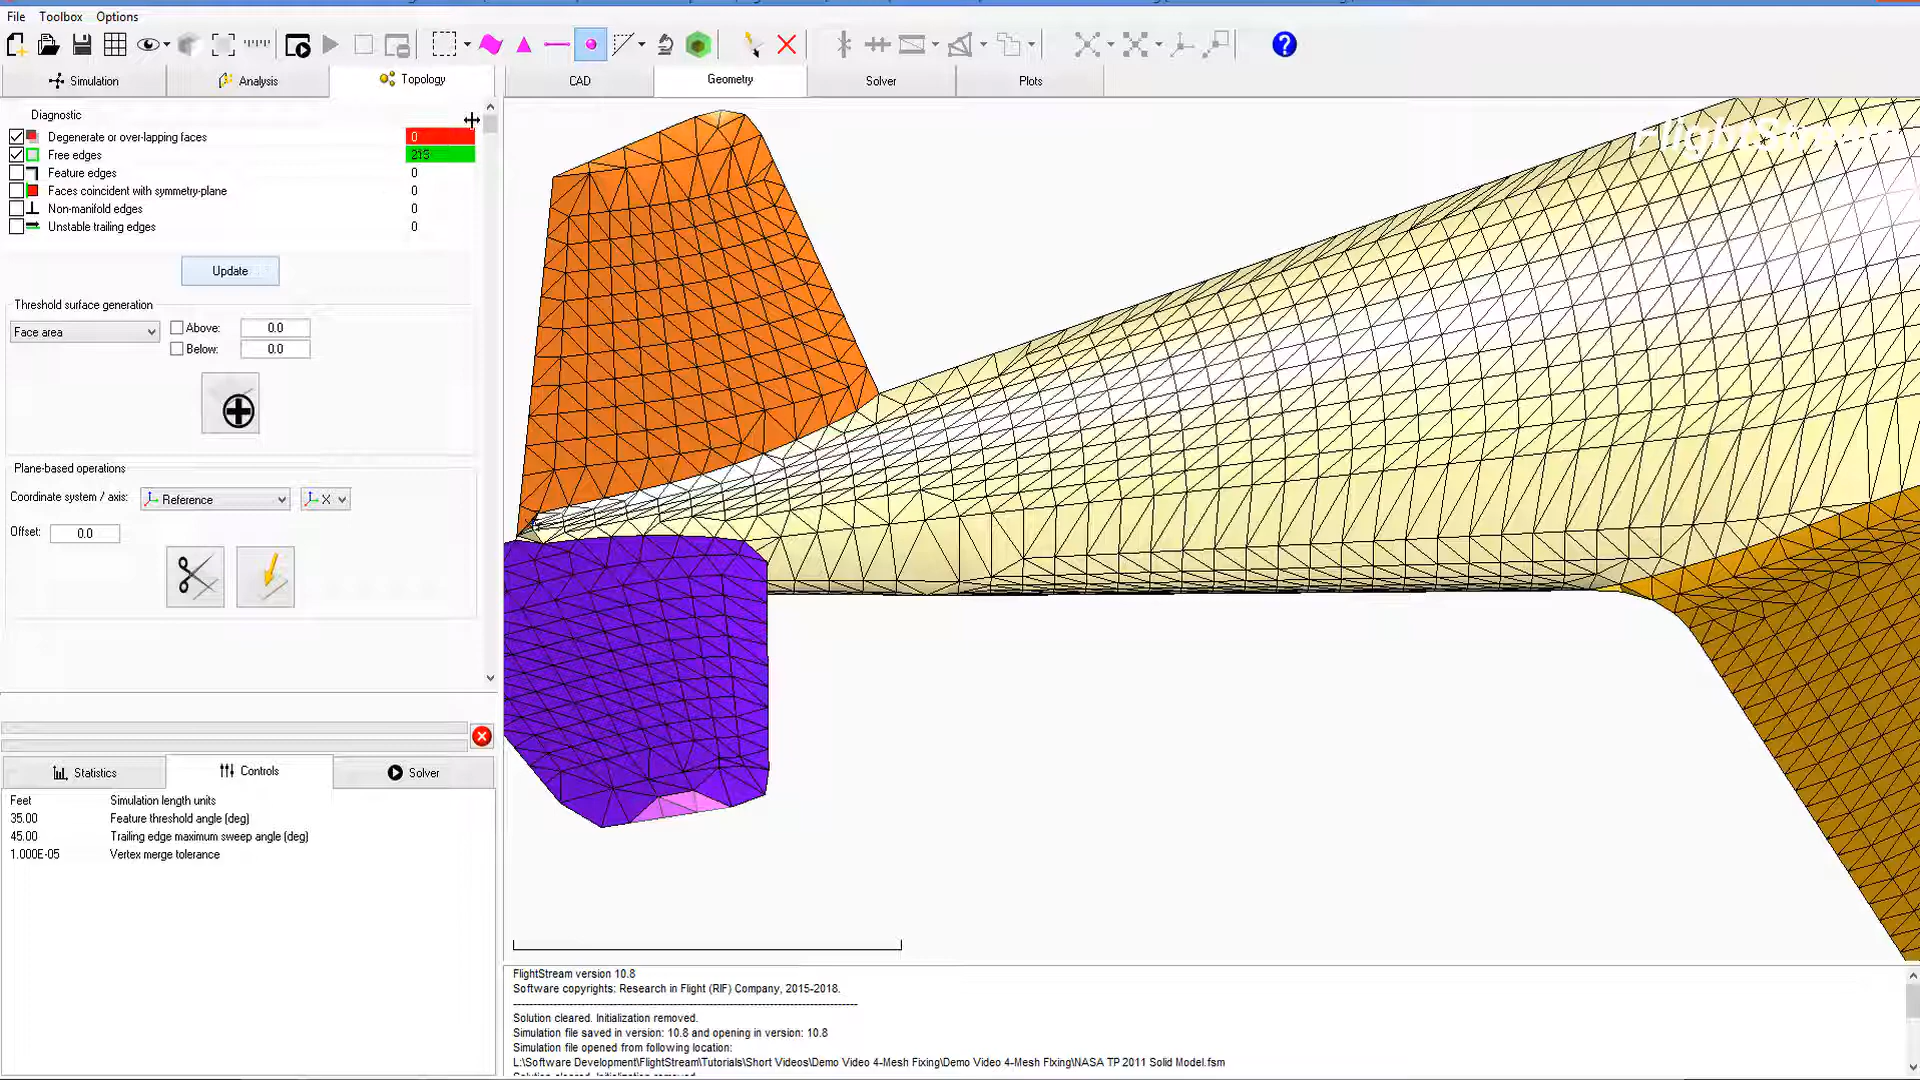 File Toolbox Options
Simulation Analysis Topology CAD Geometry Solver Plots
FlightStream
Diagnostic
Degenerate or over-lapping faces 0
Free edges 215
Feature edges 0
Faces coincident with symmetry-plane 0
Non-manifold edges 0
Unstable trailing edges 0
Update
Threshold surface generation
Face area Above: 0.0
Below: 0.0
Plane-based operations
Coordinate system / axis: Reference X
Offset: 0.0
Statistics Controls Solver
Feet Simulation length units
35.00 Feature threshold angle (deg)
45.00 Trailing edge maximum sweep angle (deg)
1.000E-05 Vertex merge tolerance
FlightStream version 10.8
Software copyrights: Research in Flight (RIF) Company, 2015-2018.
Solution cleared. Initialization removed.
Simulation file saved in version: 10.8 and opening in version: 10.8
Simulation file opened from following location:
L:\Software Development\FlightStream\Tutorials\Short Videos\Demo Video 4-Mesh Fixing\Demo Video 4-Mesh FIxing\NASA TP 2011 Solid Model.fsm
Solution cleared. Initialization removed.